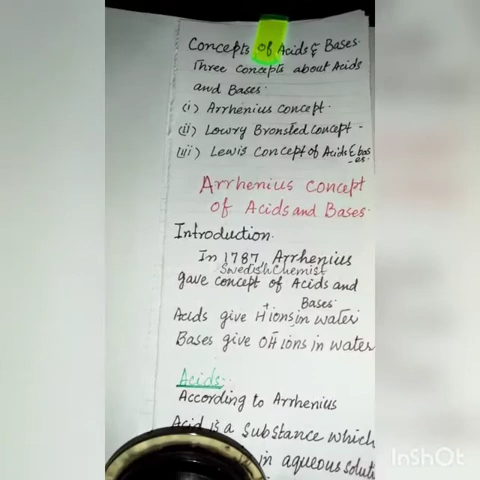 Concepts of Acids & Bases.
Three Concepts about Acids
and Bases.
(i) Arrhenius Concept.
(ii) Lowry Bronsted Concept.
(iii) Lewis Concept of Acids & bases.
Arrhenius concept
of Acids and Bases.
Introduction.
In 1787, Arrhenius
Swedish Chemist
gave concept of Acids and
Bases.
Acids give H+ ions in water
Bases give OH ions in water
Acids:
According to Arrhenius
Acid is a substance which
in aqueous solut
InShOt